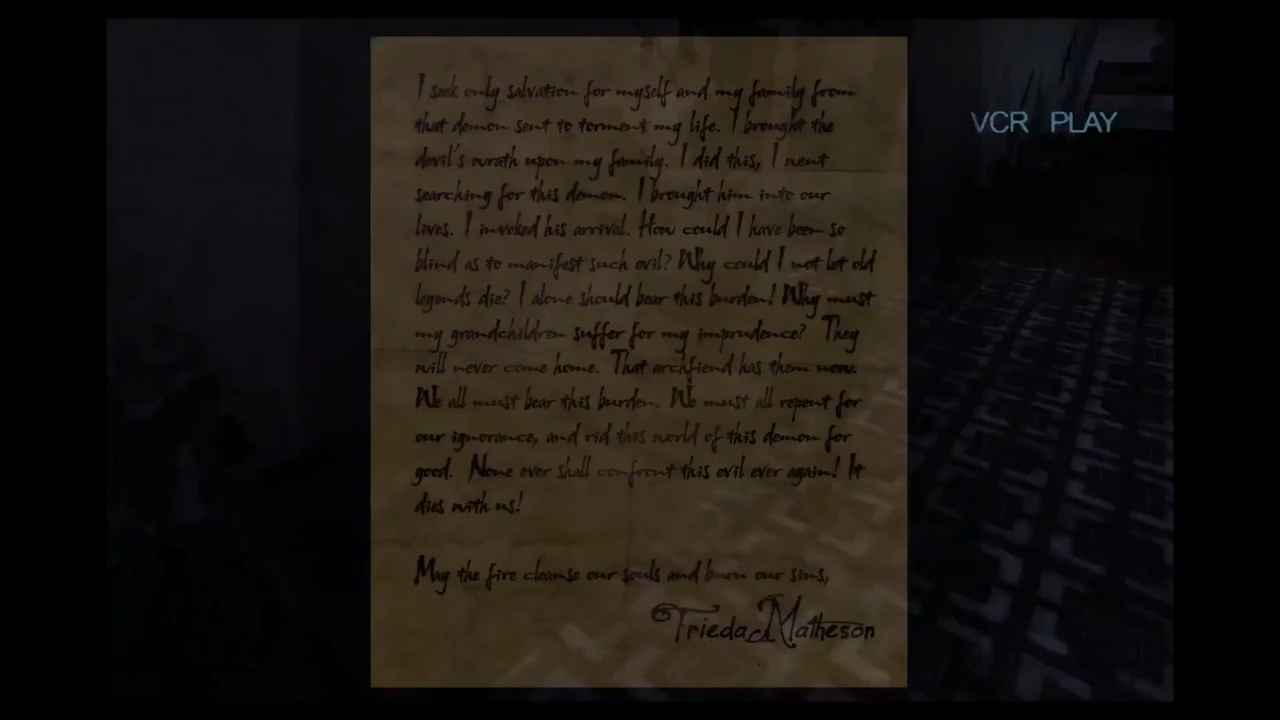 I seek only salvation for myself and my family from
that demon sent to torment my life. I brought the
devil's wrath upon my family. I did this, I went
searching for this demon. I brought him into our
lives. I invoked his arrival. How could I have been so
blind as to manifest such evil? Why could I not let old
legends die? I alone should bear this burden! Why must
my grandchildren suffer for my imprudence? They
will never come home. That archfiend has them now.
We all must bear this burden. We must all repent for
our ignorance, and rid this world of this demon for
good. None ever shall confront this evil ever again! It
dies with us!
May the fire cleanse our souls and burn our sins,
Frieda Matheson
VCR PLAY